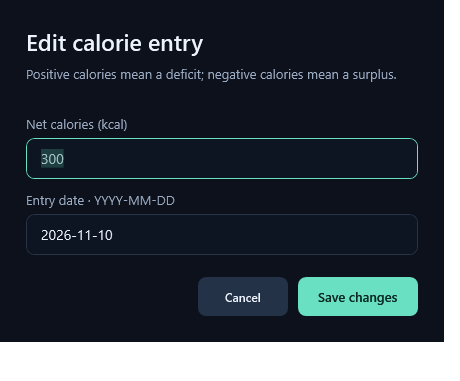 Edit calorie entry
Positive calories mean a deficit; negative calories mean a surplus.
Net calories (kcal)
300
Entry date · YYYY-MM-DD
2026-11-10
Cancel
Save changes